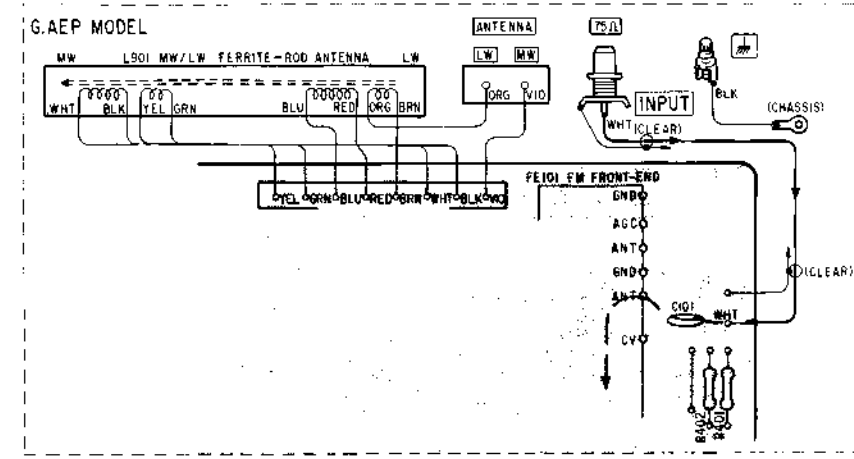 G.AEP MODEL
ANTENNA
75Ω
MW L901 MW/LW FERRITE-ROD ANTENNA LW
LW MW
WHT BLK YEL GRN BLU RED ORG BRN
ORG VIO
INPUT
BLK
(CHASSIS)
WHT (CLEAR)
YEL GRN BLU RED BRN WHT BLK VIO
FE101 FM FRONT-END
GND
AGC
ANT
GND
ANT
CV
(CLEAR)
C101
WHT
R402
R401